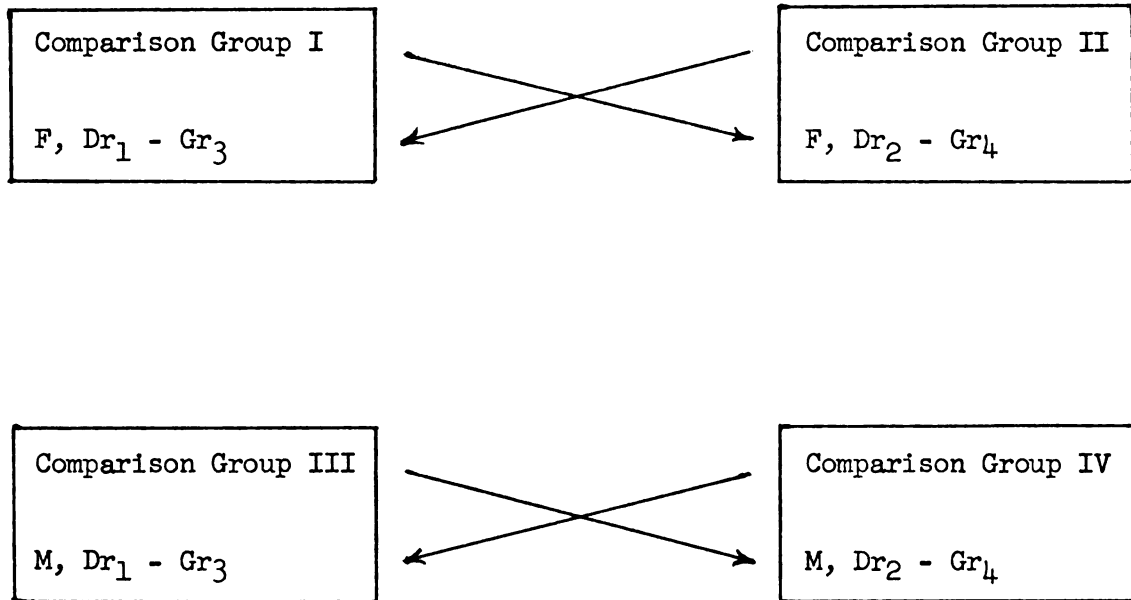 Comparison Group I
F, Dr₁ - Gr₃
Comparison Group II
F, Dr₂ - Gr₄
Comparison Group III
M, Dr₁ - Gr₃
Comparison Group IV
M, Dr₂ - Gr₄